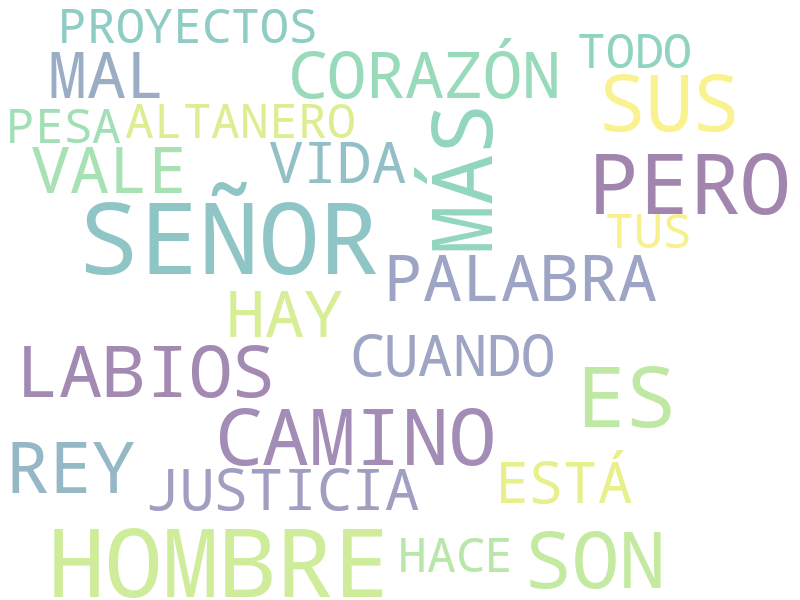 PROYECTOS
TODO
MAL
CORAZÓN
SUS
PESA
ALTANERO
MÁS
VALE
VIDA
PERO
SEÑOR
TUS
PALABRA
HAY
CUANDO
LABIOS
ES
CAMINO
REY
JUSTICIA
ESTÁ
HOMBRE
HACE
SON